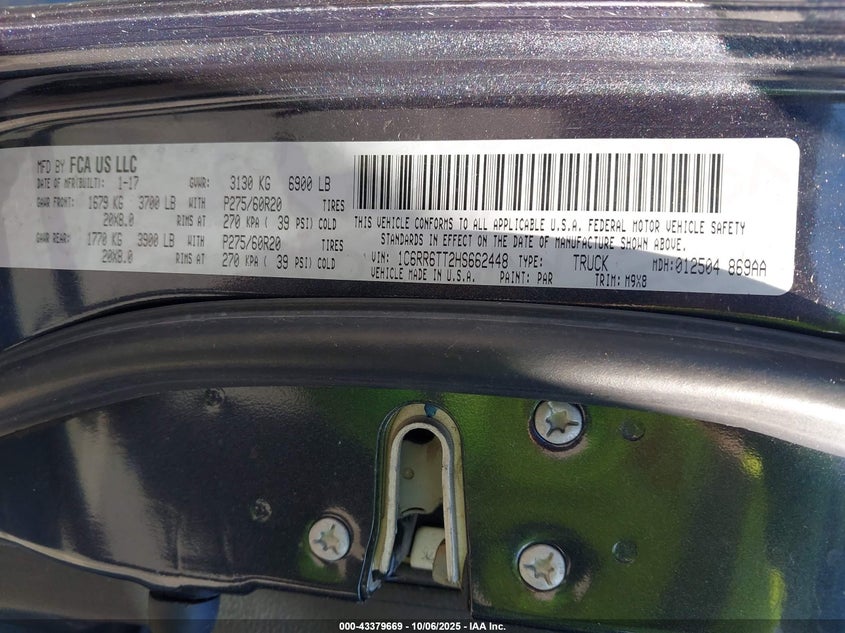 MFD BY FCA US LLC
DATE OF MFR(BUILT): 1-17 GVWR: 3130 KG 6900 LB
GAWR FRONT: 1679 KG 3700 LB WITH P275/60R20 TIRES
20X8.0 RIMS AT 270 KPA ( 39 PSI) COLD
GAWR REAR: 1770 KG 3900 LB WITH P275/60R20 TIRES
20X8.0 RIMS AT 270 KPA ( 39 PSI) COLD
THIS VEHICLE CONFORMS TO ALL APPLICABLE U.S.A. FEDERAL MOTOR VEHICLE SAFETY
STANDARDS IN EFFECT ON THE DATE OF MANUFACTURE SHOWN ABOVE.
VIN: 1C6RR6TT2HS662448 TYPE: TRUCK MDH:012504 869AA
VEHICLE MADE IN U.S.A. PAINT: PAR TRIM: M9X8
000-43379669 - 10/06/2025 - IAA Inc.